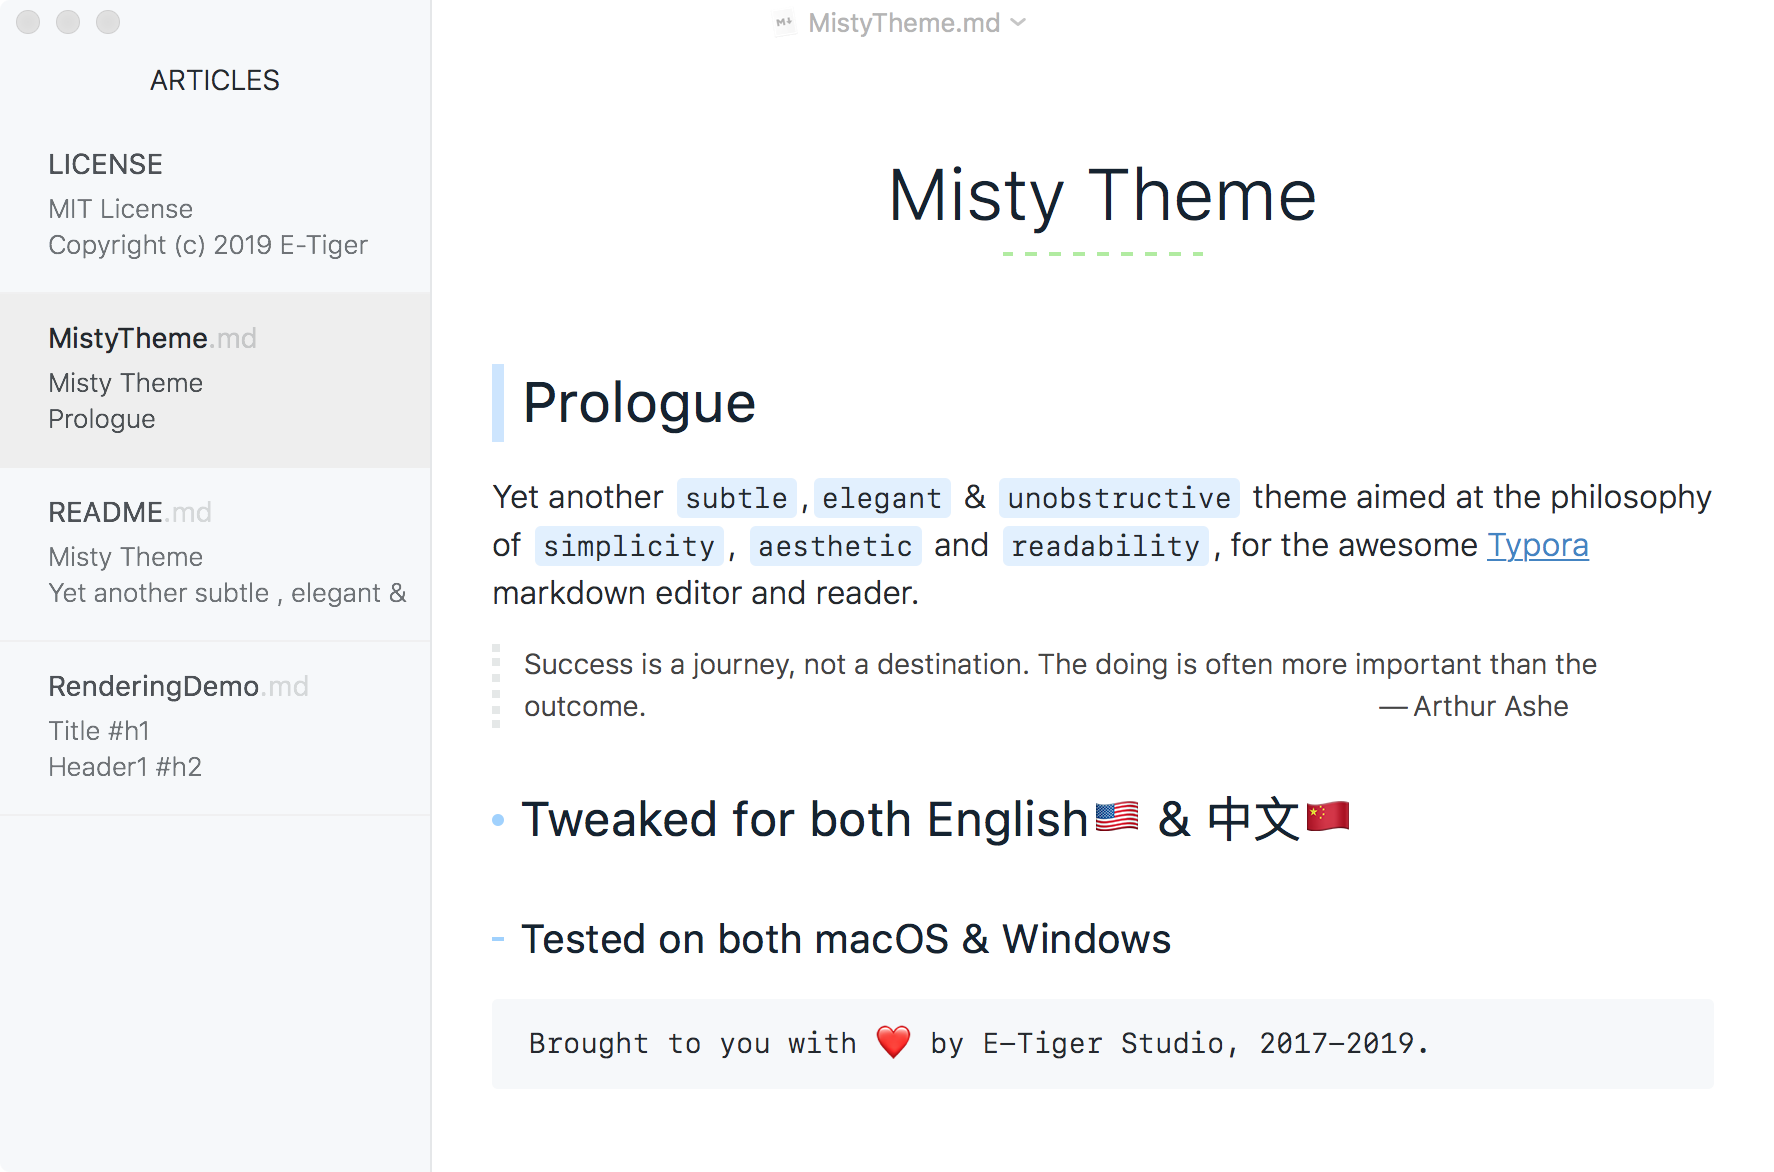 MistyTheme.md
ARTICLES
LICENSE
MIT License
Copyright (c) 2019 E-Tiger
MistyTheme.md
Misty Theme
Prologue
README.md
Misty Theme
Yet another subtle , elegant &
RenderingDemo.md
Title #h1
Header1 #h2
Misty Theme
Prologue
Yet another subtle, elegant & unobstructive theme aimed at the philosophy
of simplicity, aesthetic and readability, for the awesome Typora
markdown editor and reader.
Success is a journey, not a destination. The doing is often more important than the
outcome. — Arthur Ashe
Tweaked for both English🇺🇸 & 中文🇨🇳
Tested on both macOS & Windows
Brought to you with ❤️ by E-Tiger Studio, 2017-2019.